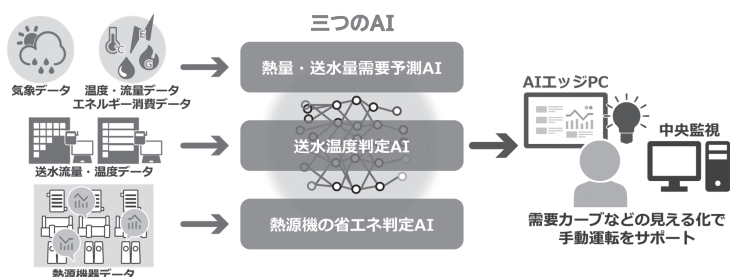 三つのAI
C
E
G
気象データ
温度・流量データ
エネルギー消費データ
熱量・送水量需要予測AI
送水流量・温度データ
送水温度判定AI
熱源機器データ
熱源機の省エネ判定AI
AIエッジPC
中央監視
需要カーブなどの見える化で
手動運転をサポート